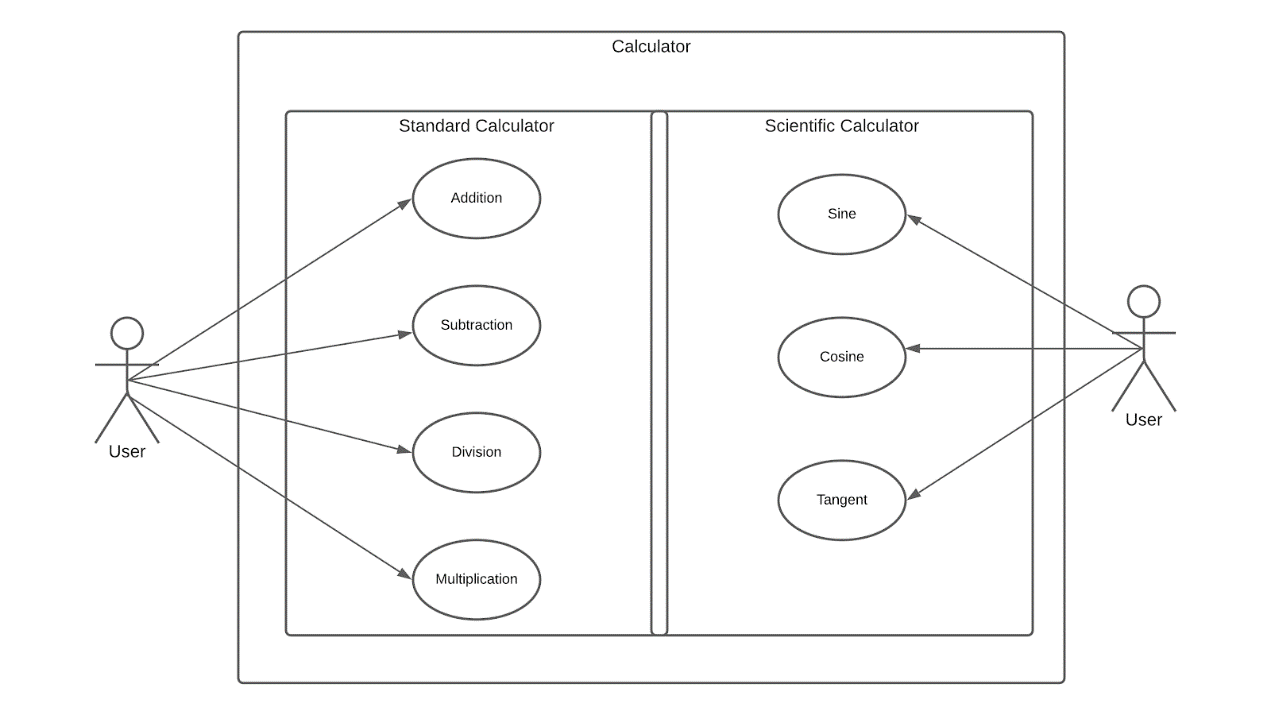 Calculator
Standard Calculator
Scientific Calculator
Addition
Sine
Subtraction
Cosine
User
User
Division
Tangent
Multiplication